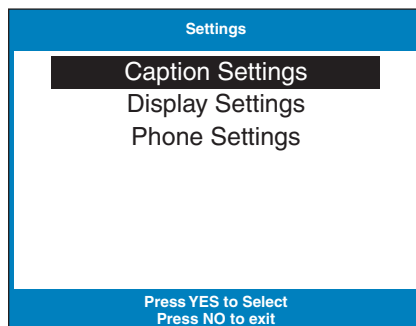 Settings
Caption Settings
Display Settings
Phone Settings
Press YES to Select
Press NO to exit